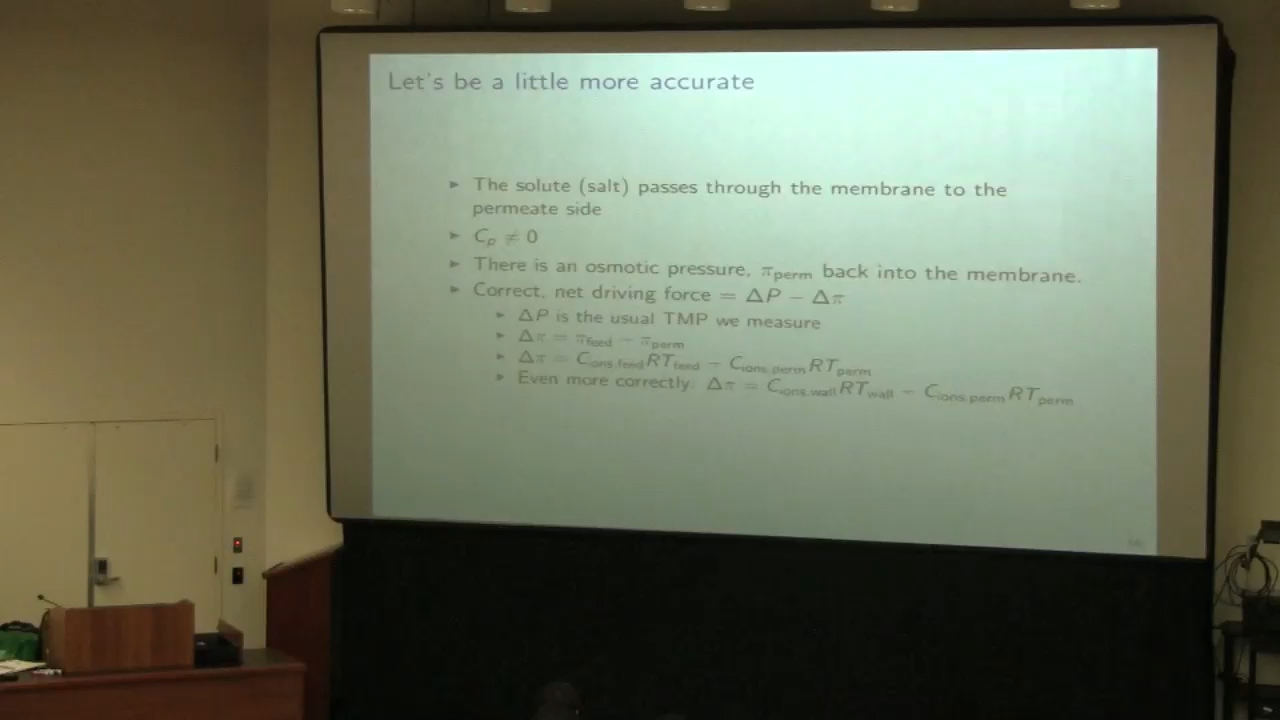 Let's be a little more accurate
▸ The solute (salt) passes through the membrane to the
permeate side
▸ C_p ≠ 0
▸ There is an osmotic pressure, π_perm back into the membrane.
▸ Correct, net driving force = ΔP − Δπ
▸ ΔP is the usual TMP we measure
▸ Δπ = π_feed − π_perm
▸ Δπ = C_ions,feed RT_feed − C_ions,perm RT_perm
▸ Even more correctly: Δπ = C_ions,wall RT_wall − C_ions,perm RT_perm